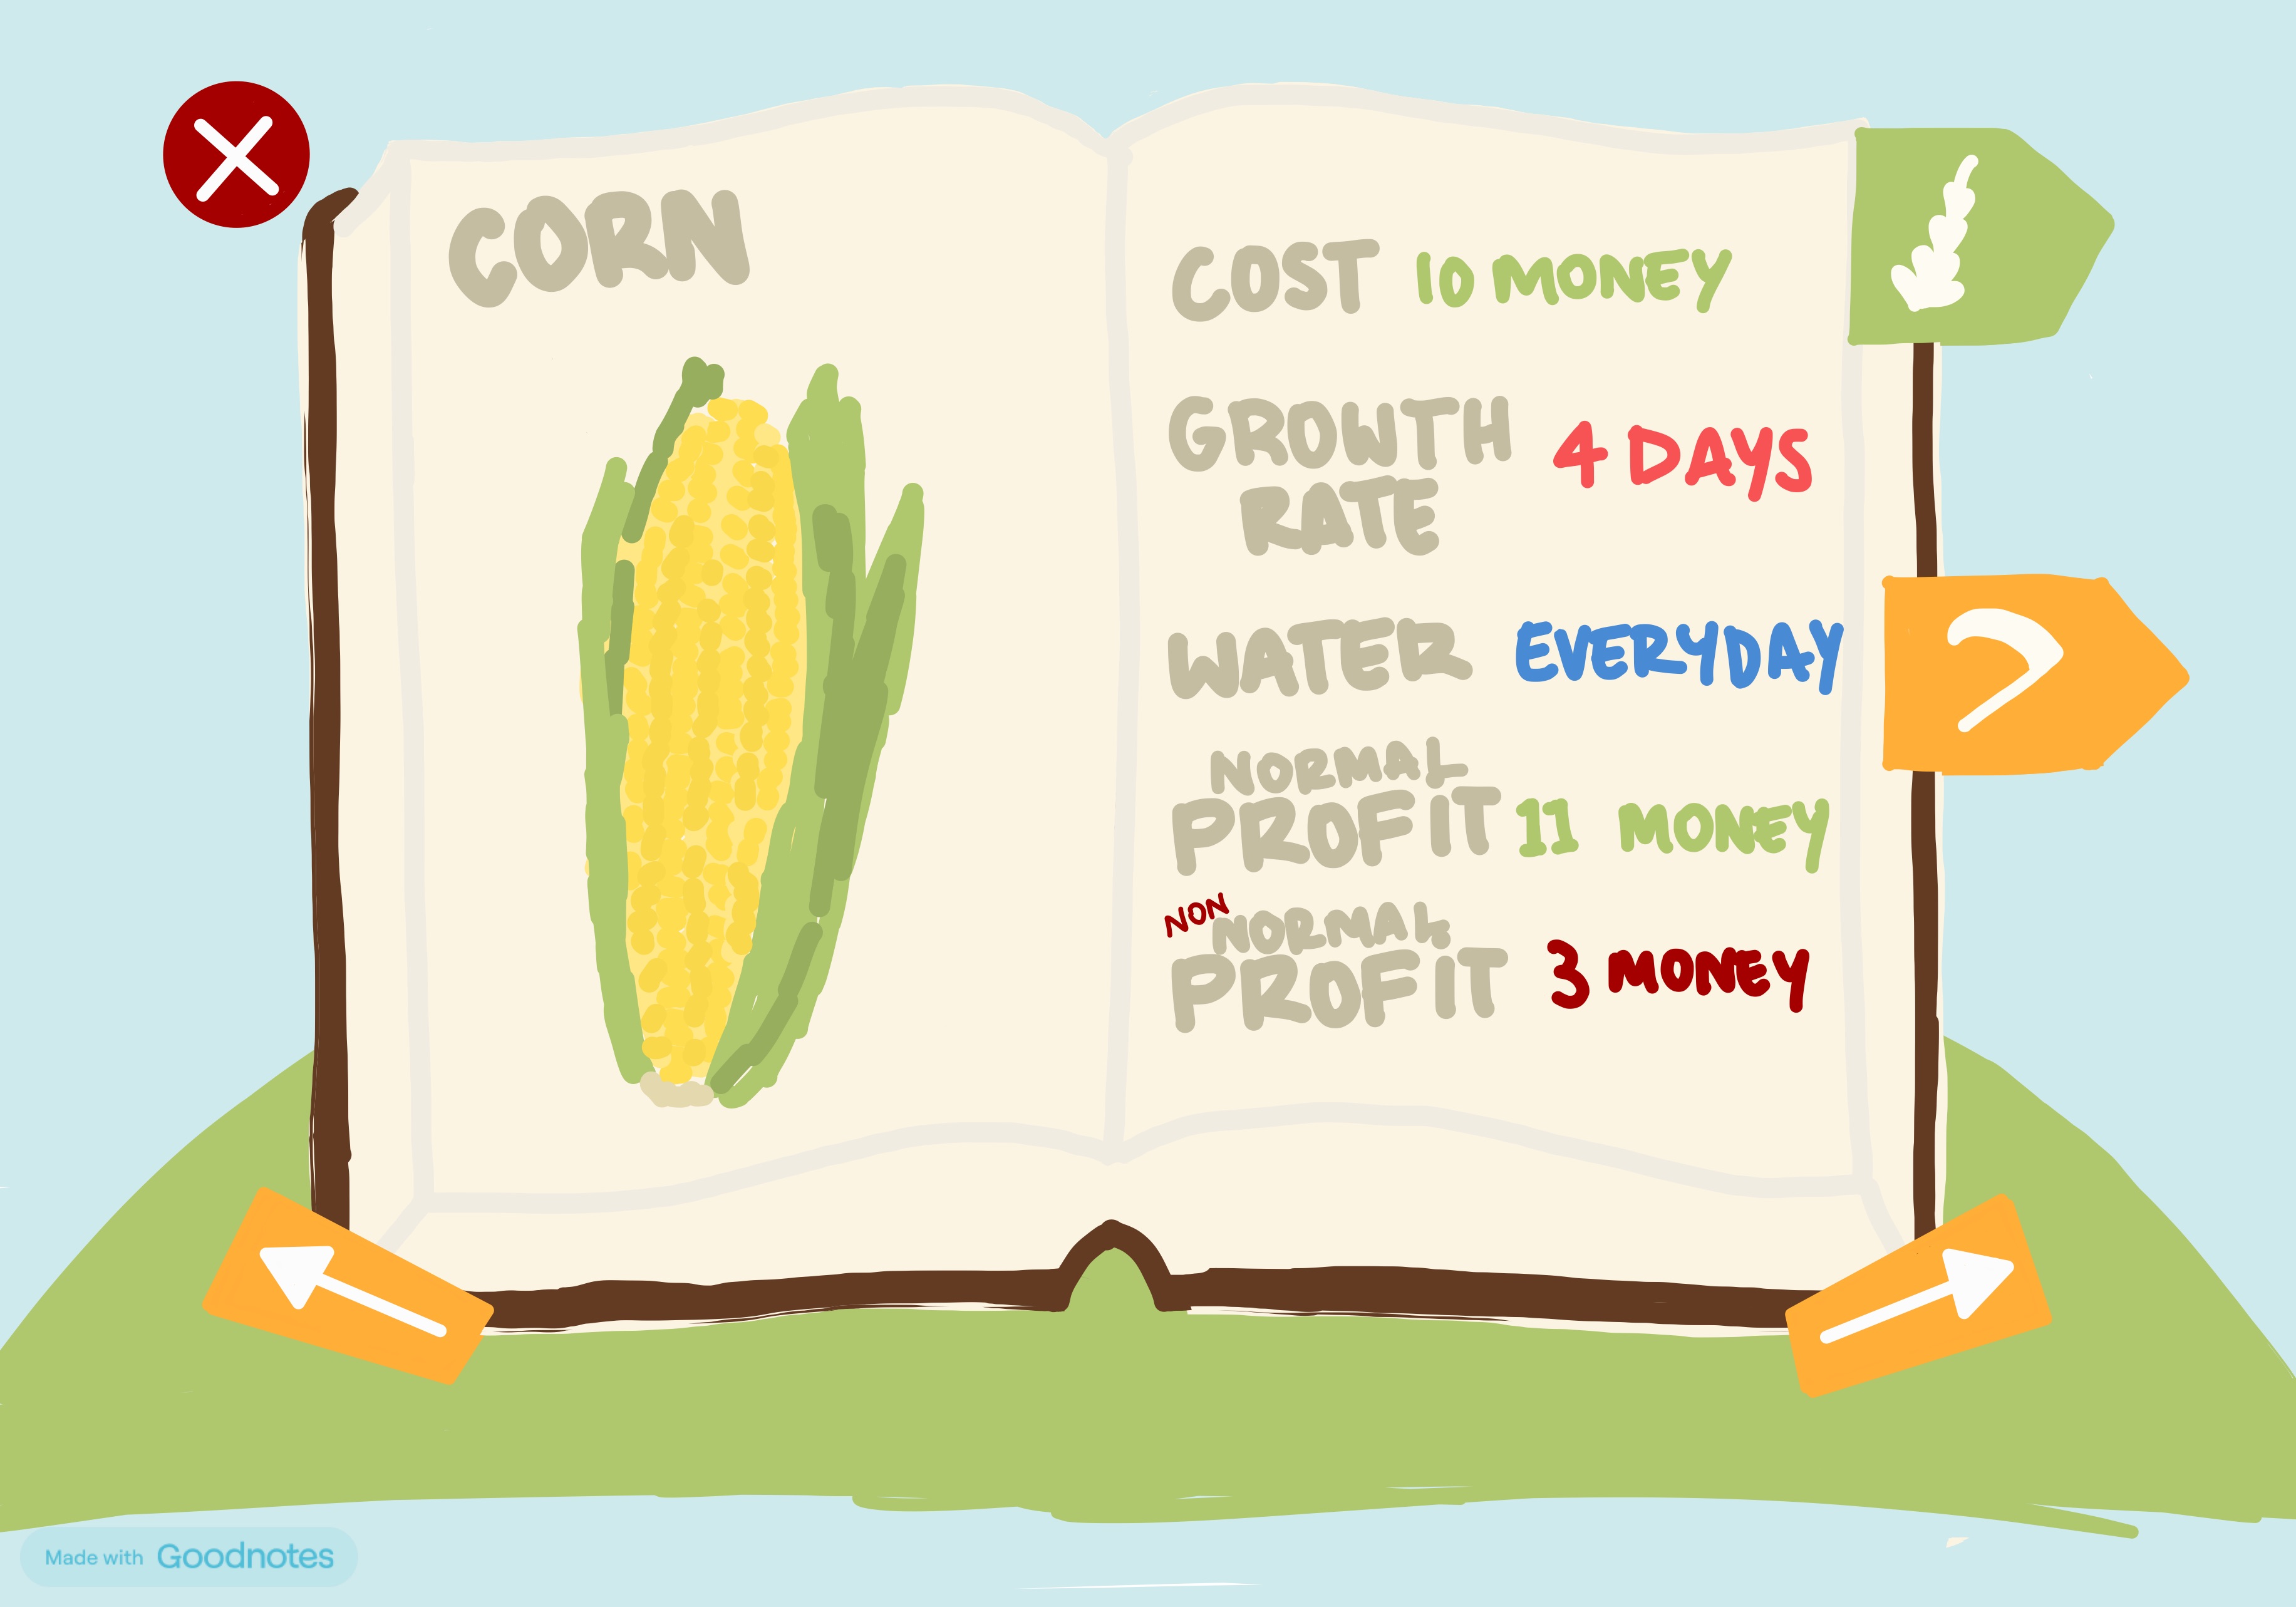 CORN
COST 10 MONEY
GROWTH RATE 4 DAYS
WATER EVERYDAY
NORMAL PROFIT 11 MONEY
NON NORMAL PROFIT 3 MONEY
Made with Goodnotes